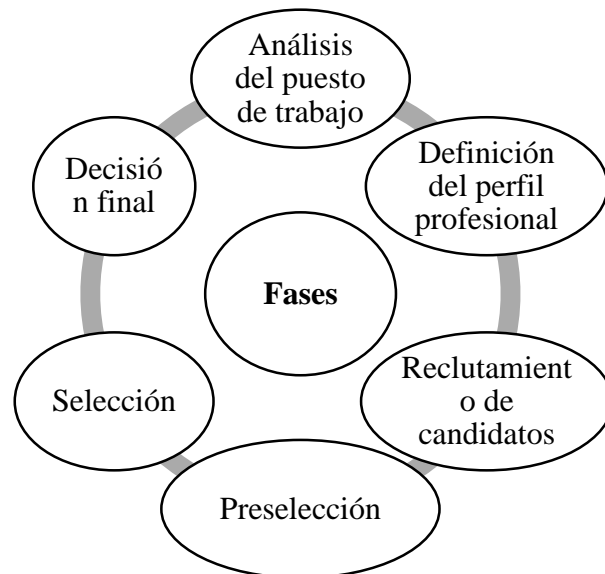 Análisis
del puesto
de trabajo
Definición
del perfil
profesional
Reclutamient
o de
candidatos
Preselección
Selección
Decisió
n final
Fases